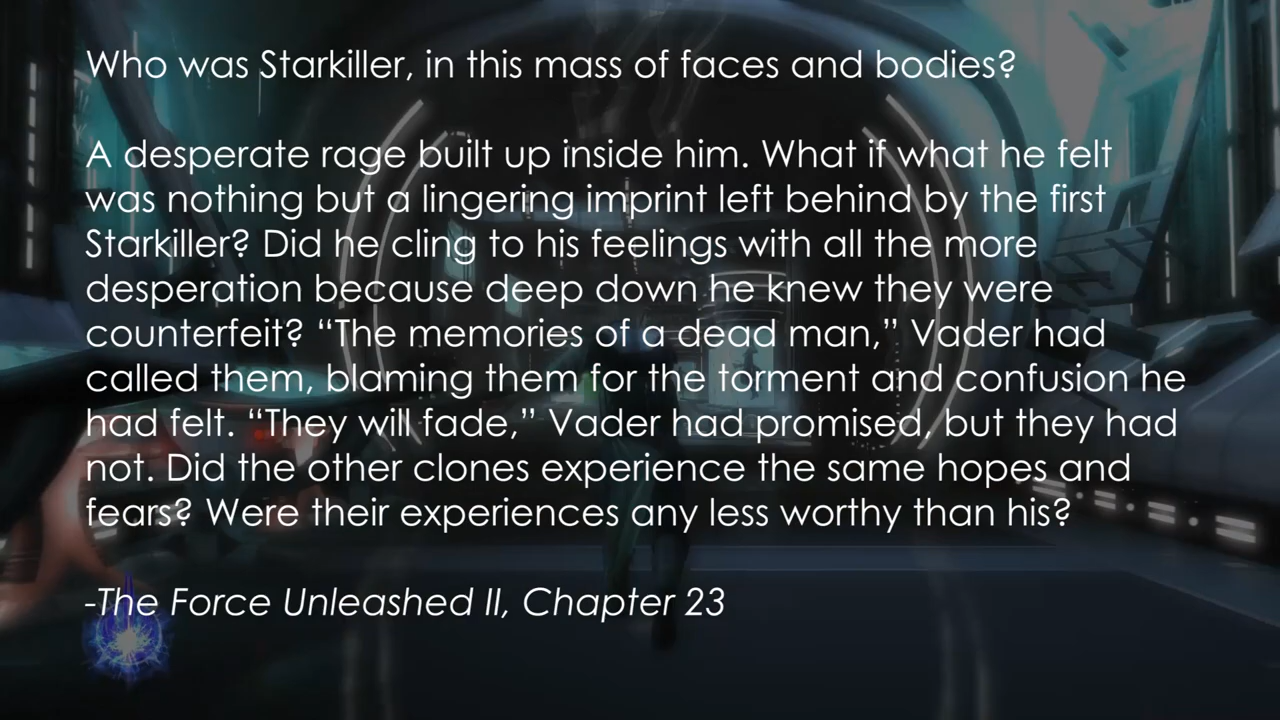 Who was Starkiller, in this mass of faces and bodies?
A desperate rage built up inside him. What if what he felt
was nothing but a lingering imprint left behind by the first
Starkiller? Did he cling to his feelings with all the more
desperation because deep down he knew they were
counterfeit? “The memories of a dead man,” Vader had
called them, blaming them for the torment and confusion he
had felt. “They will fade,” Vader had promised, but they had
not. Did the other clones experience the same hopes and
fears? Were their experiences any less worthy than his?
-The Force Unleashed II, Chapter 23